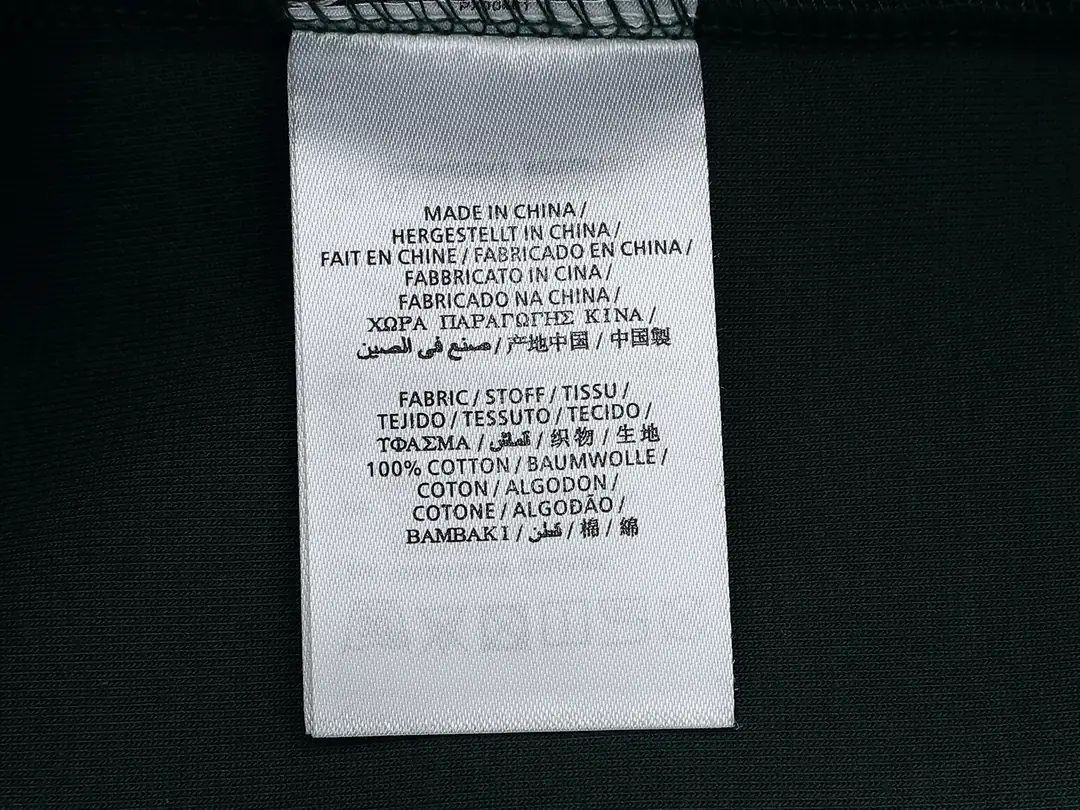 PRODUCT
MADE IN CHINA /
HERGESTELLT IN CHINA /
FAIT EN CHINE / FABRICADO EN CHINA /
FABBRICATO IN CINA /
FABRICADO NA CHINA /
ΧΩΡΑ ΠΑΡΑΓΩΓΗΣ ΚΙΝΑ /
صنع في الصين / 产地中国 / 中国製
FABRIC / STOFF / TISSU /
TEJIDO / TESSUTO / TECIDO /
ΥΦΑΣΜΑ / قماش / 织物 / 生地
100% COTTON / BAUMWOLLE /
COTON / ALGODON /
COTONE / ALGODÃO /
ΒΑΜΒΑΚΙ / قطن / 棉 / 綿